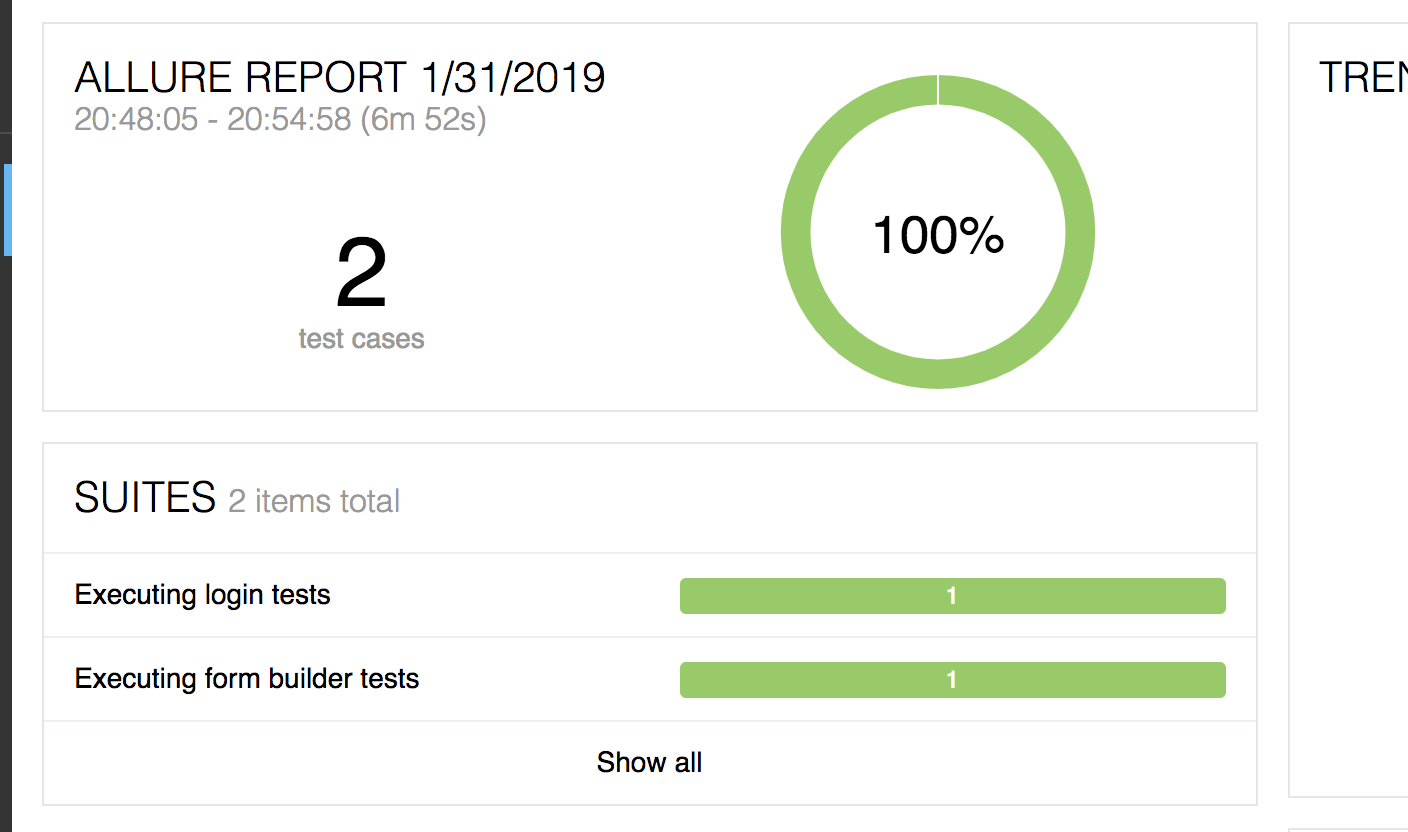 ALLURE REPORT 1/31/2019
20:48:05 - 20:54:58 (6m 52s)
2
test cases
100%
SUITES 2 items total
Executing login tests 1
Executing form builder tests 1
Show all